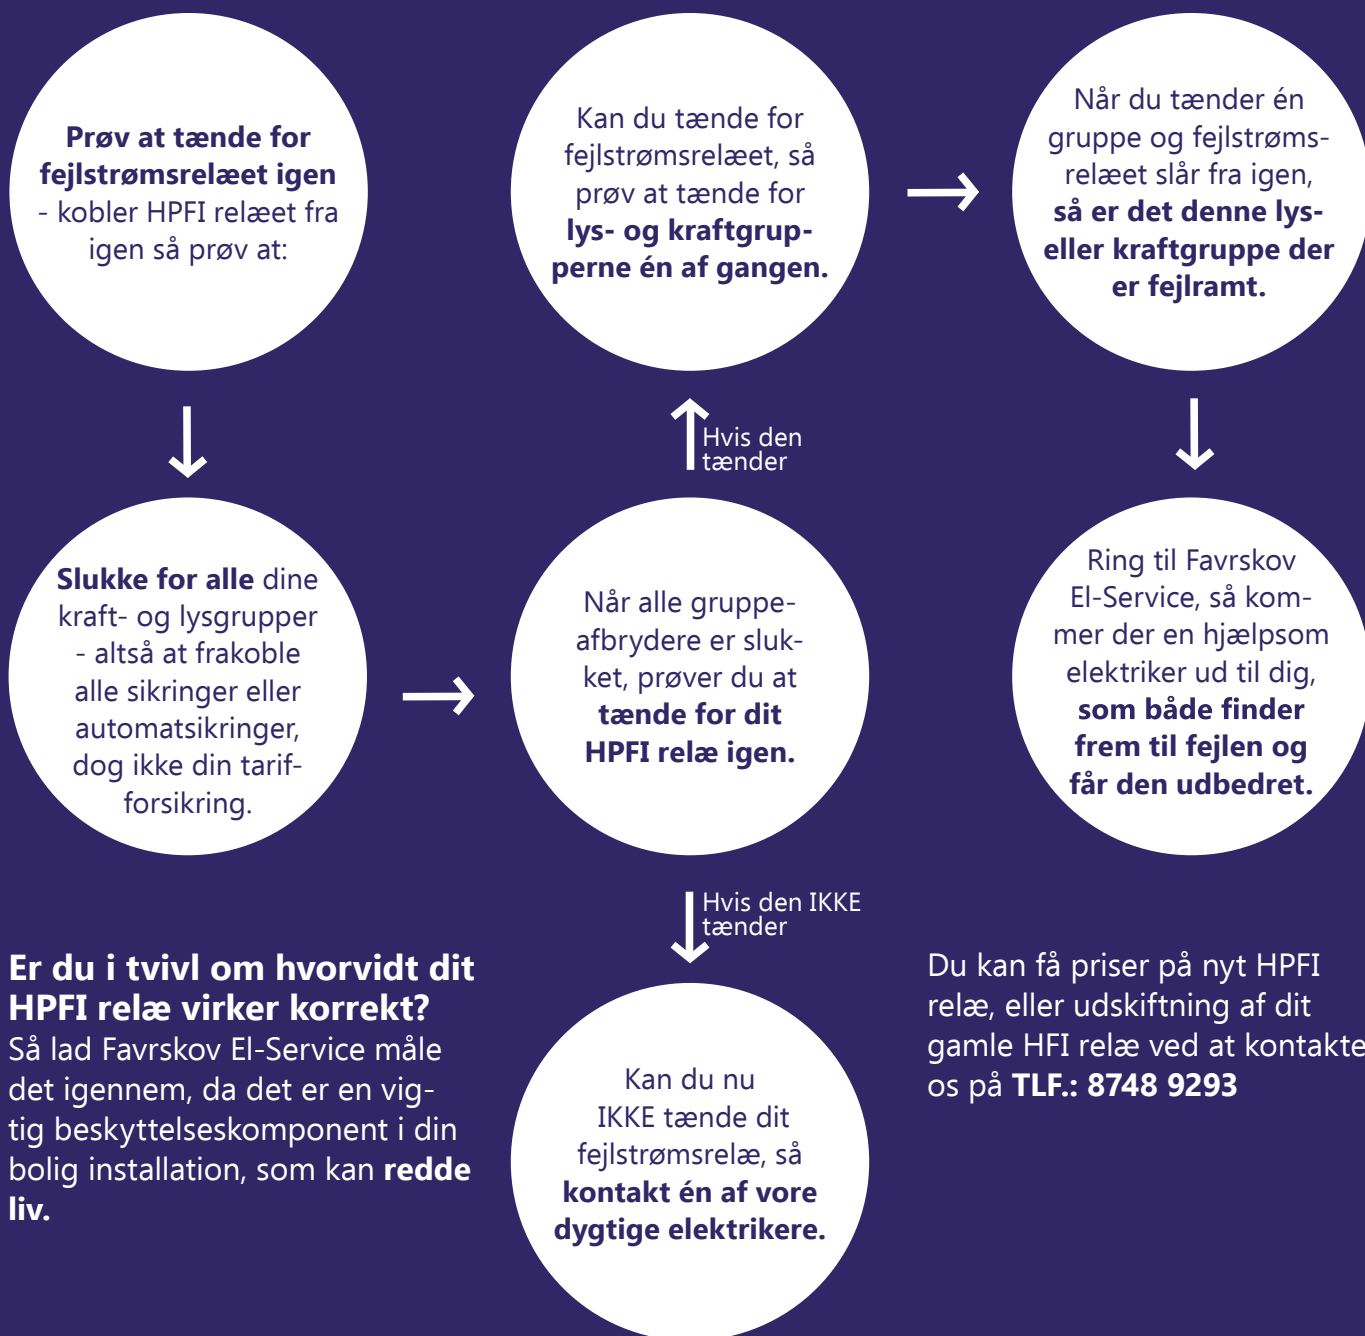 Prøv at tænde for
fejlstrømsrelæet igen
- kobler HPFI relæet fra
igen så prøv at:
Slukke for alle dine
kraft- og lysgrupper
- altså at frakoble
alle sikringer eller
automatsikringer,
dog ikke din tarif-
forsikring.
Når alle gruppe-
afbrydere er sluk-
ket, prøver du at
tænde for dit
HPFI relæ igen.
Hvis den
tænder
Kan du tænde for
fejlstrømsrelæet, så
prøv at tænde for
lys- og kraftgrup-
perne én af gangen.
Når du tænder én
gruppe og fejlstrøms-
relæet slår fra igen,
så er det denne lys-
eller kraftgruppe der
er fejlramt.
Ring til Favrskov
El-Service, så kom-
mer der en hjælpsom
elektriker ud til dig,
som både finder
frem til fejlen og
får den udbedret.
Hvis den IKKE
tænder
Kan du nu
IKKE tænde dit
fejlstrømsrelæ, så
kontakt én af vore
dygtige elektrikere.
Er du i tvivl om hvorvidt dit
HPFI relæ virker korrekt?
Så lad Favrskov El-Service måle
det igennem, da det er en vig-
tig beskyttelseskomponent i din
bolig installation, som kan redde
liv.
Du kan få priser på nyt HPFI
relæ, eller udskiftning af dit
gamle HFI relæ ved at kontakte
os på TLF.: 8748 9293